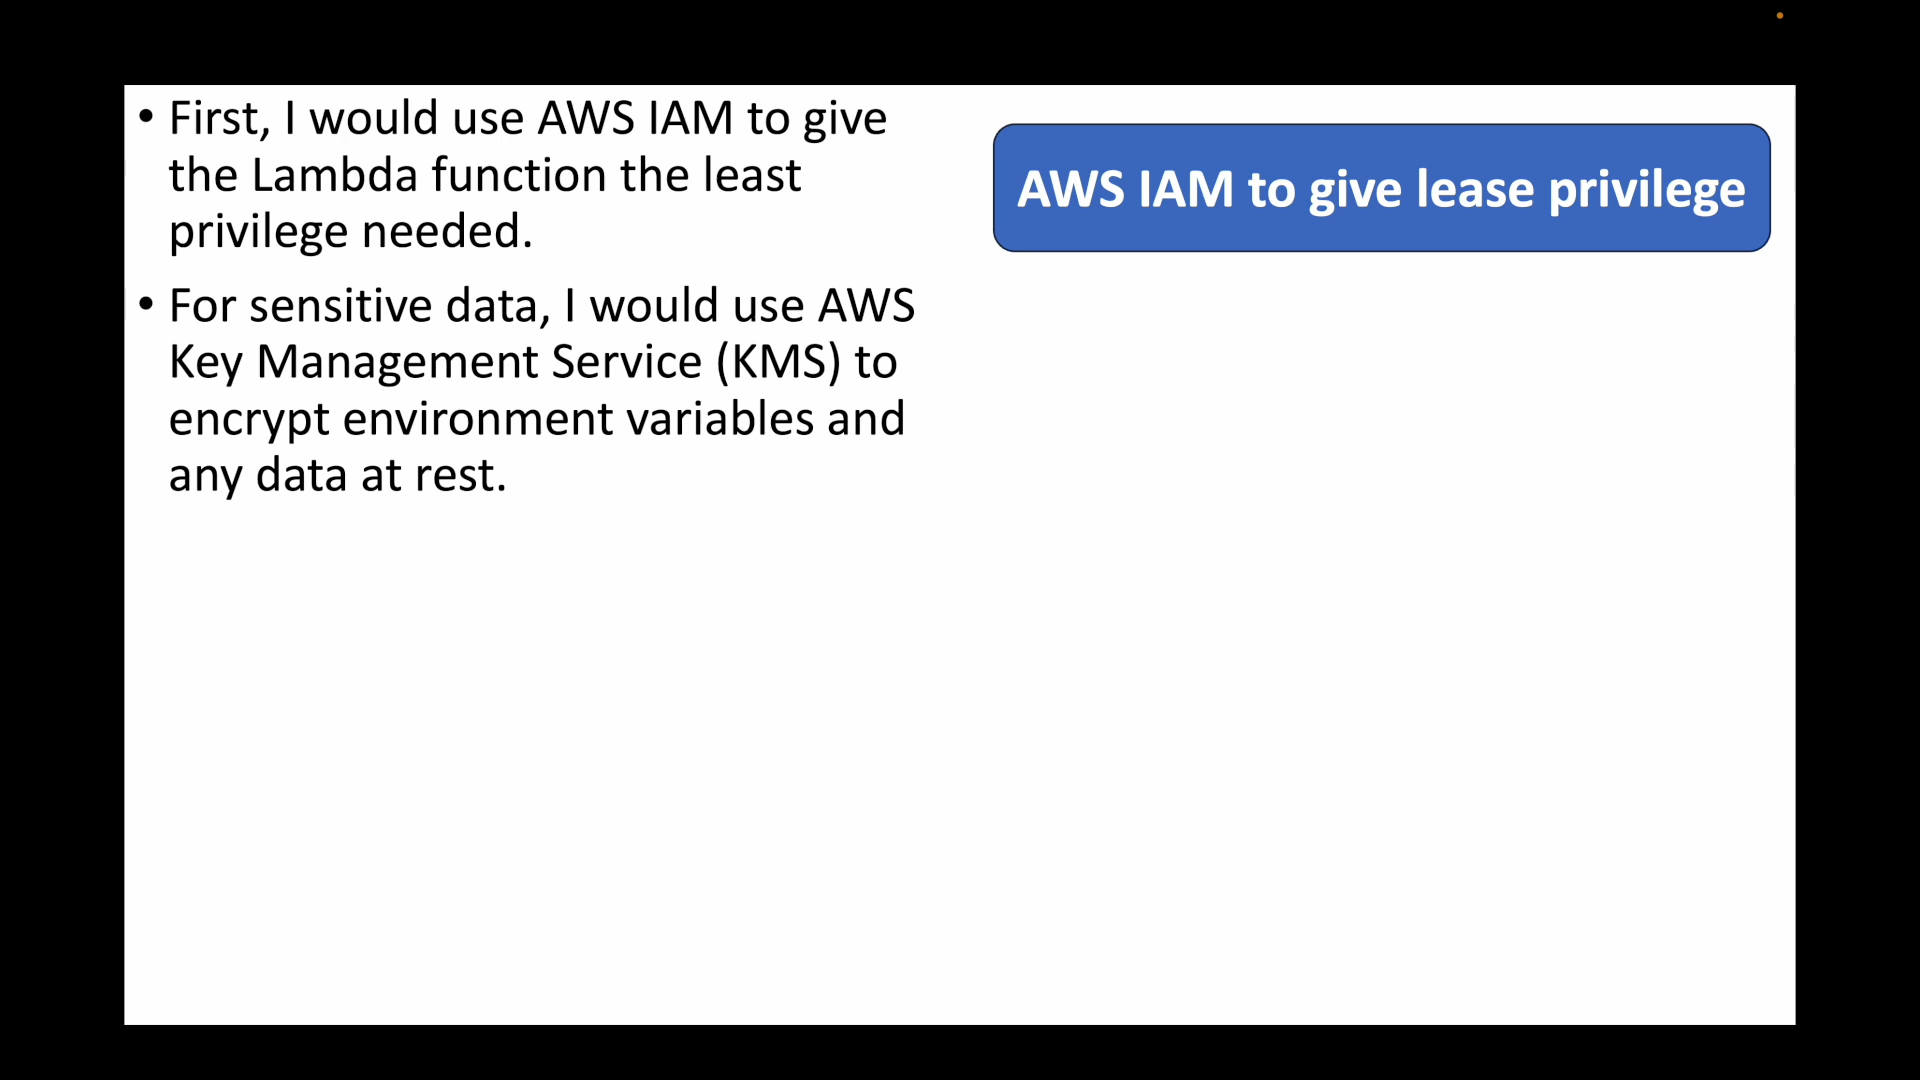 • First, I would use AWS IAM to give
the Lambda function the least
privilege needed.
• For sensitive data, I would use AWS
Key Management Service (KMS) to
encrypt environment variables and
any data at rest.
AWS IAM to give lease privilege